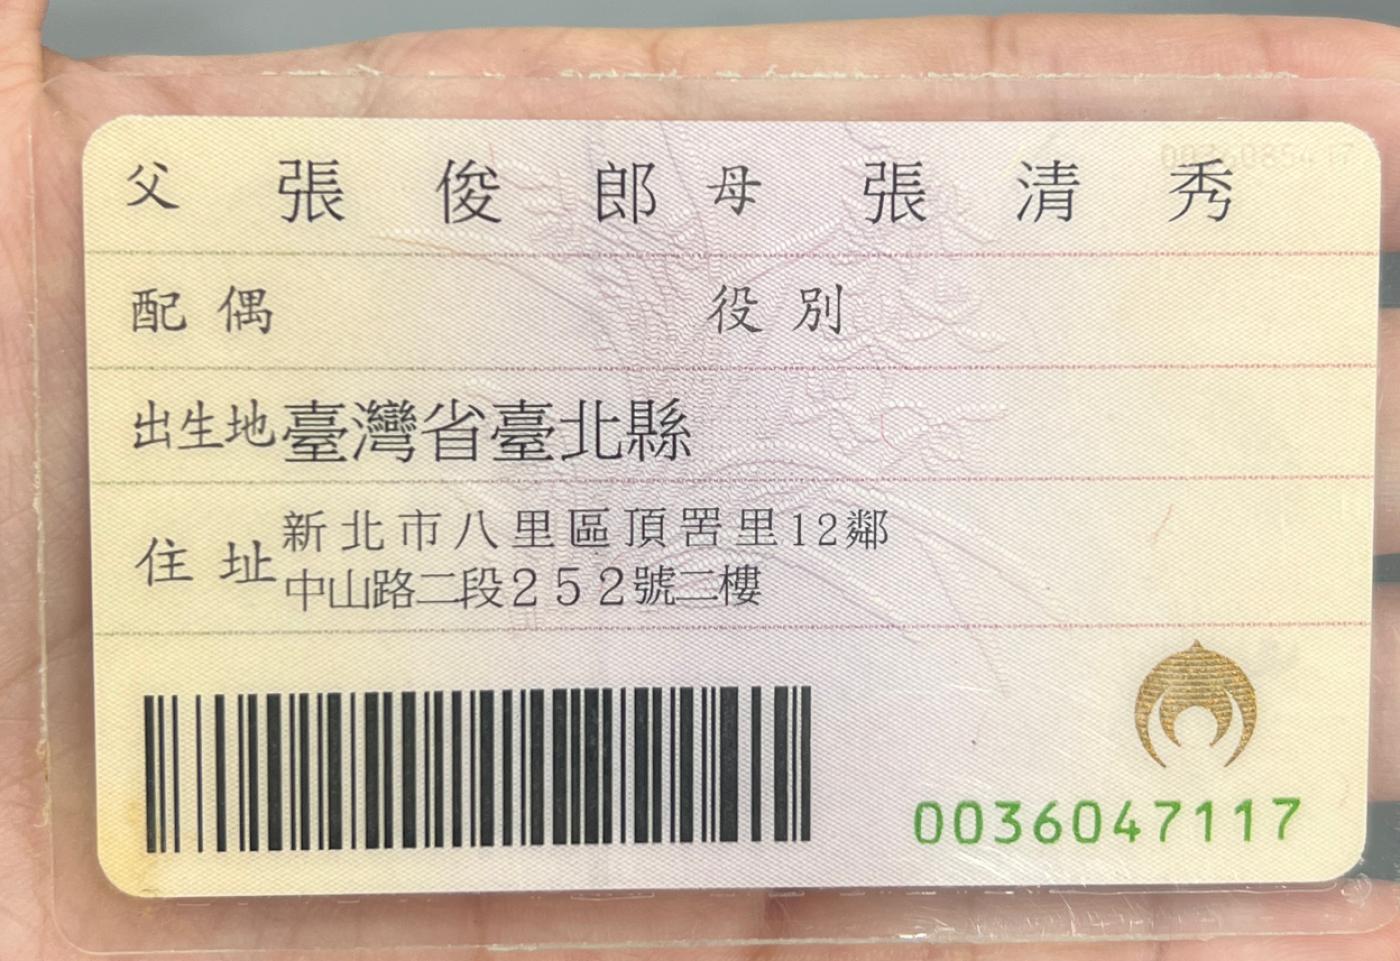 父 張俊郎 母 張清秀
配偶 役別
出生地 臺灣省臺北縣
住址 新北市八里區頂罟里12鄰
中山路二段252號二樓
0036047117